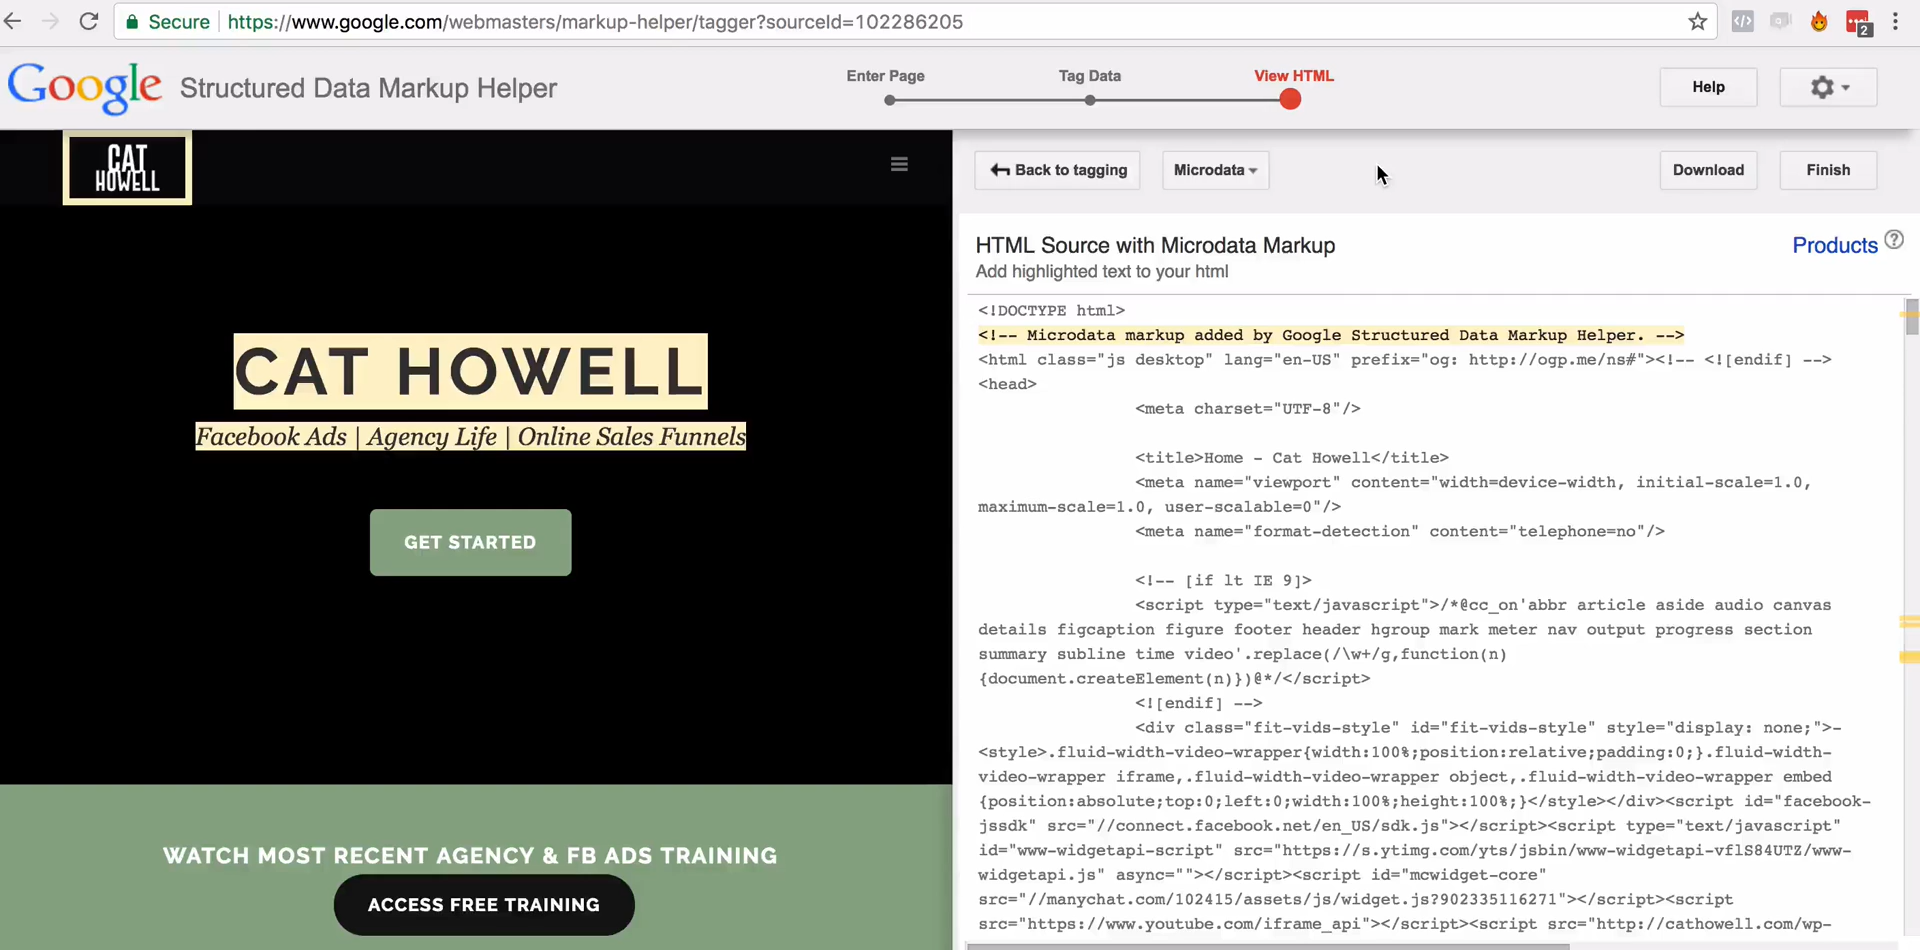 Secure https://www.google.com/webmasters/markup-helper/tagger?sourceId=102286205
2
Google Structured Data Markup Helper
Enter Page
Tag Data
View HTML
Help
CAT
HOWELL
CAT HOWELL
Facebook Ads | Agency Life | Online Sales Funnels
GET STARTED
WATCH MOST RECENT AGENCY & FB ADS TRAINING
ACCESS FREE TRAINING
Back to tagging
Microdata
Download
Finish
HTML Source with Microdata Markup
Products ?
Add highlighted text to your html
<!DOCTYPE html>
<!-- Microdata markup added by Google Structured Data Markup Helper. -->
<html class="js desktop" lang="en-US" prefix="og: http://ogp.me/ns#"><!-- <![endif] -->
<head>
<meta charset="UTF-8"/>
<title>Home - Cat Howell</title>
<meta name="viewport" content="width=device-width, initial-scale=1.0,
maximum-scale=1.0, user-scalable=0"/>
<meta name="format-detection" content="telephone=no"/>
<!-- [if lt IE 9]>
<script type="text/javascript">/*@cc_on'abbr article aside audio canvas
details figcaption figure footer header hgroup mark meter nav output progress section
summary subline time video'.replace(/\w+/g,function(n)
{document.createElement(n)})@*/</script>
<![endif] -->
<div class="fit-vids-style" id="fit-vids-style" style="display: none;">-
<style>.fluid-width-video-wrapper{width:100%;position:relative;padding:0;}.fluid-width-
video-wrapper iframe,.fluid-width-video-wrapper object,.fluid-width-video-wrapper embed
{position:absolute;top:0;left:0;width:100%;height:100%;}</style></div><script id="facebook-
jssdk" src="//connect.facebook.net/en_US/sdk.js"></script><script type="text/javascript"
id="www-widgetapi-script" src="https://s.ytimg.com/yts/jsbin/www-widgetapi-vflS84UTZ/www-
widgetapi.js" async=""></script><script id="mcwidget-core"
src="//manychat.com/102415/assets/js/widget.js?902335116271"></script><script
src="https://www.youtube.com/iframe_api"></script><script src="http://cathowell.com/wp-